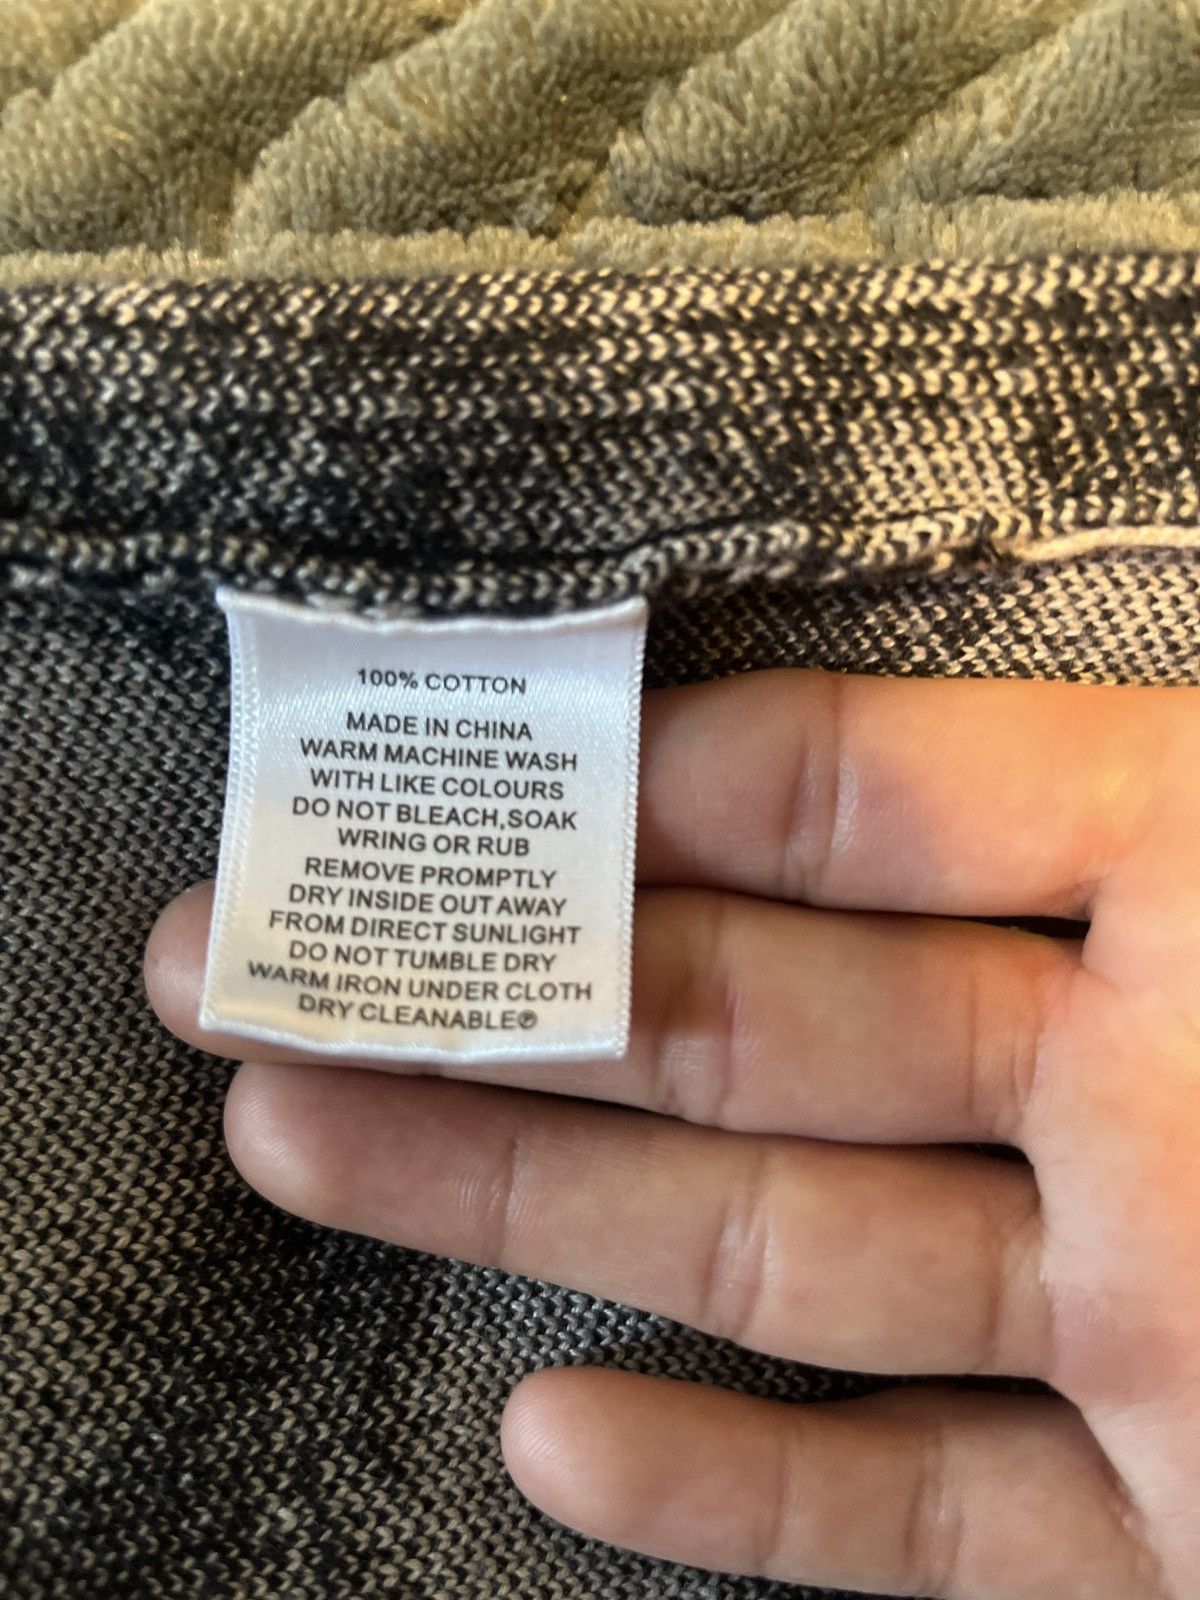 100% COTTON
MADE IN CHINA
WARM MACHINE WASH
WITH LIKE COLOURS
DO NOT BLEACH,SOAK
WRING OR RUB
REMOVE PROMPTLY
DRY INSIDE OUT AWAY
FROM DIRECT SUNLIGHT
DO NOT TUMBLE DRY
WARM IRON UNDER CLOTH
DRY CLEANABLEⓅ